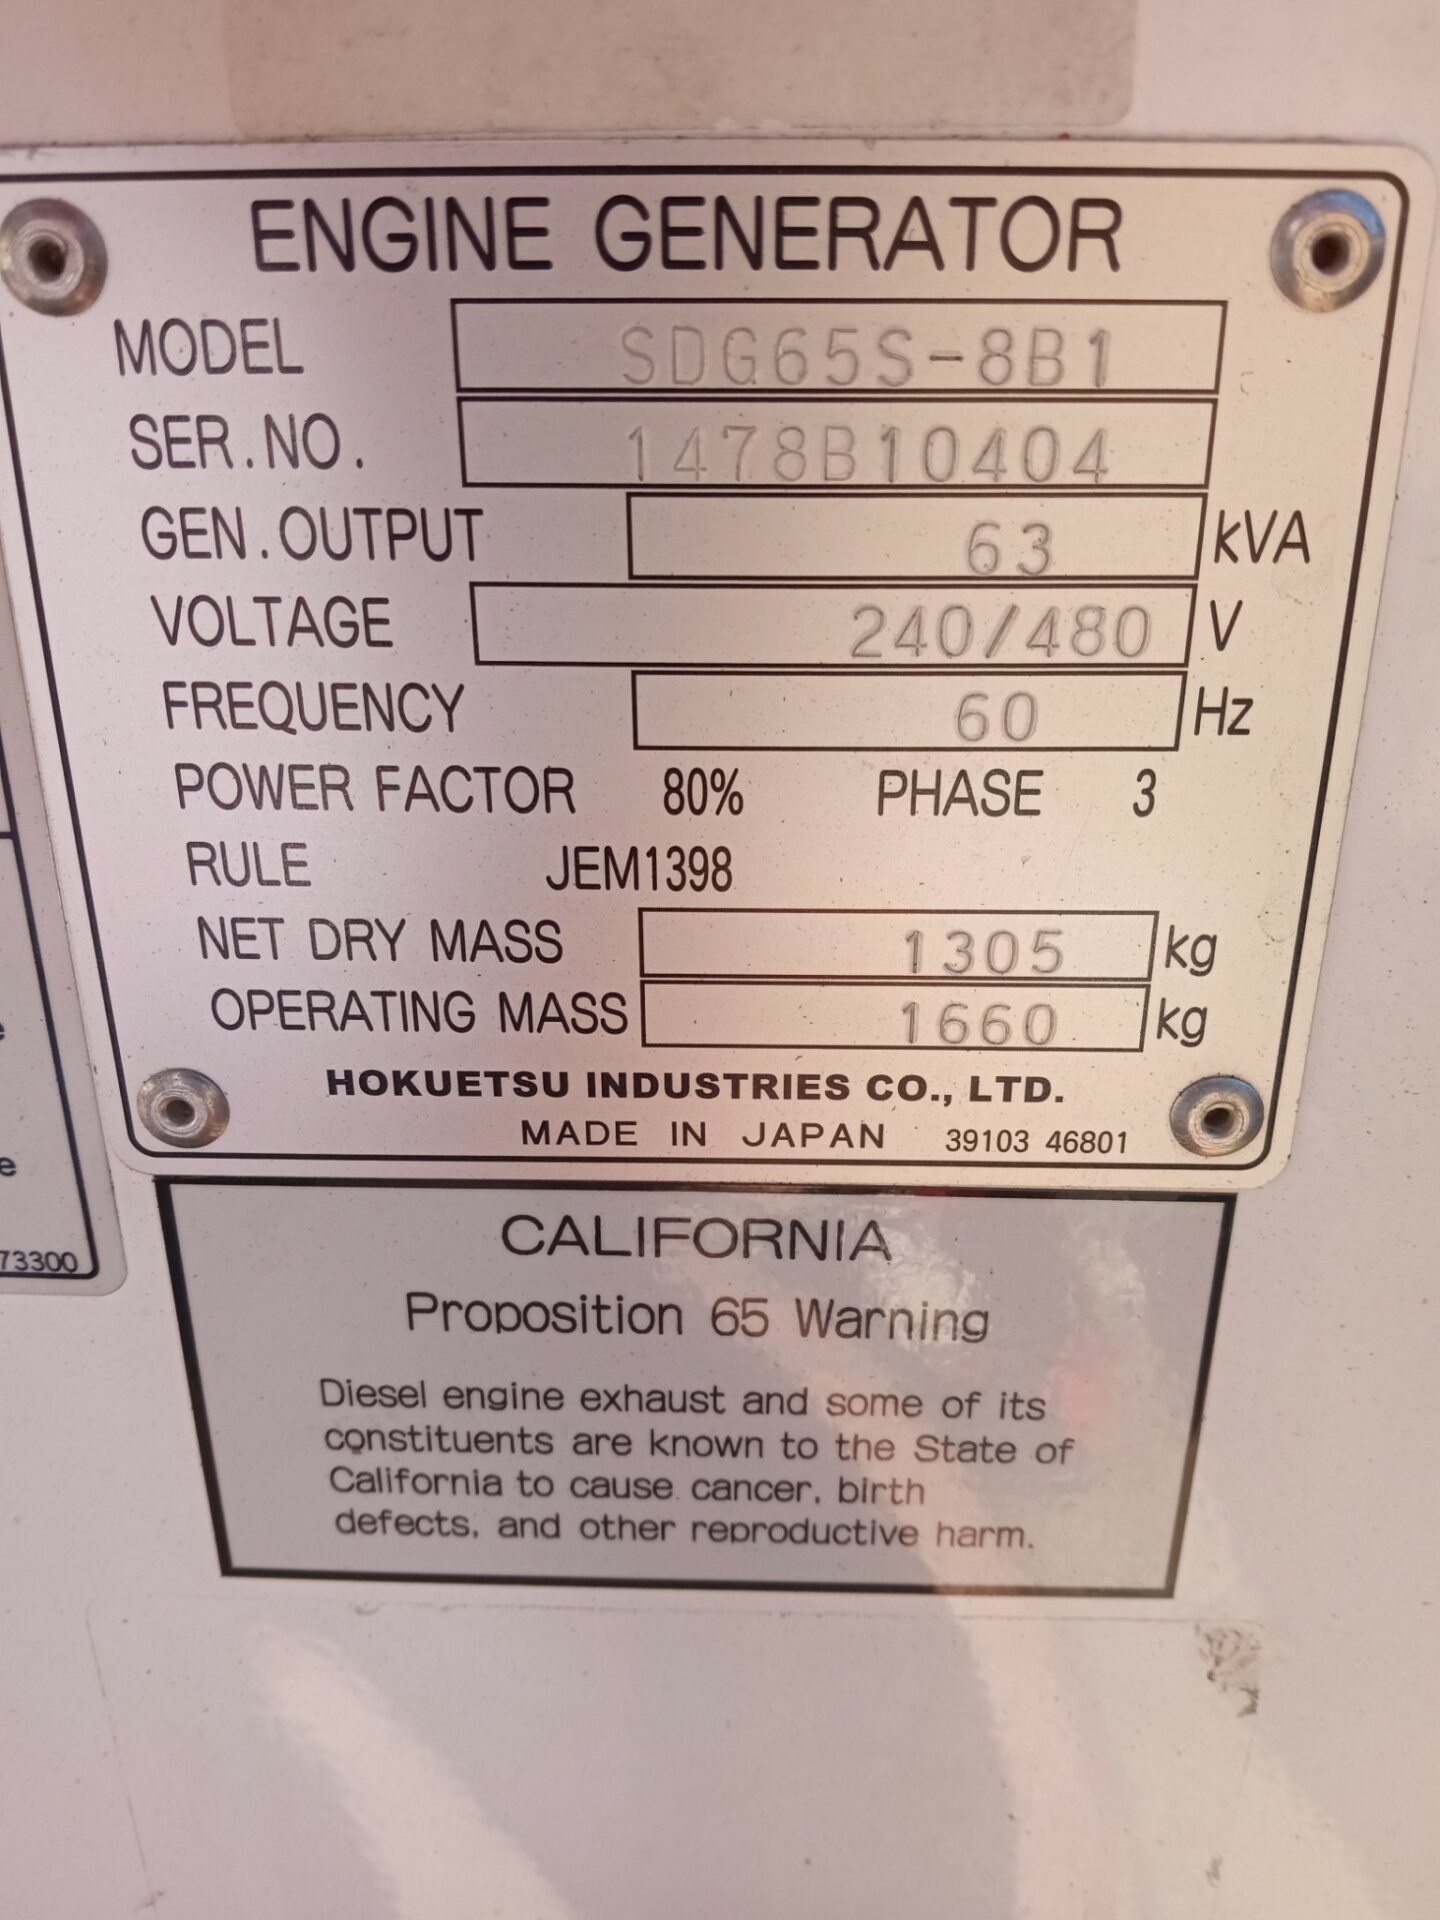 ENGINE GENERATOR
MODEL SDG65S-8B1
SER.NO. 1478B10404
GEN.OUTPUT 63 kVA
VOLTAGE 240/480 V
FREQUENCY 60 Hz
POWER FACTOR 80% PHASE 3
RULE JEM1398
NET DRY MASS 1305 kg
OPERATING MASS 1660 kg
HOKUETSU INDUSTRIES CO., LTD.
MADE IN JAPAN 39103 46801
CALIFORNIA
Proposition 65 Warning
Diesel engine exhaust and some of its
constituents are known to the State of
California to cause cancer, birth
defects, and other reproductive harm.
73300